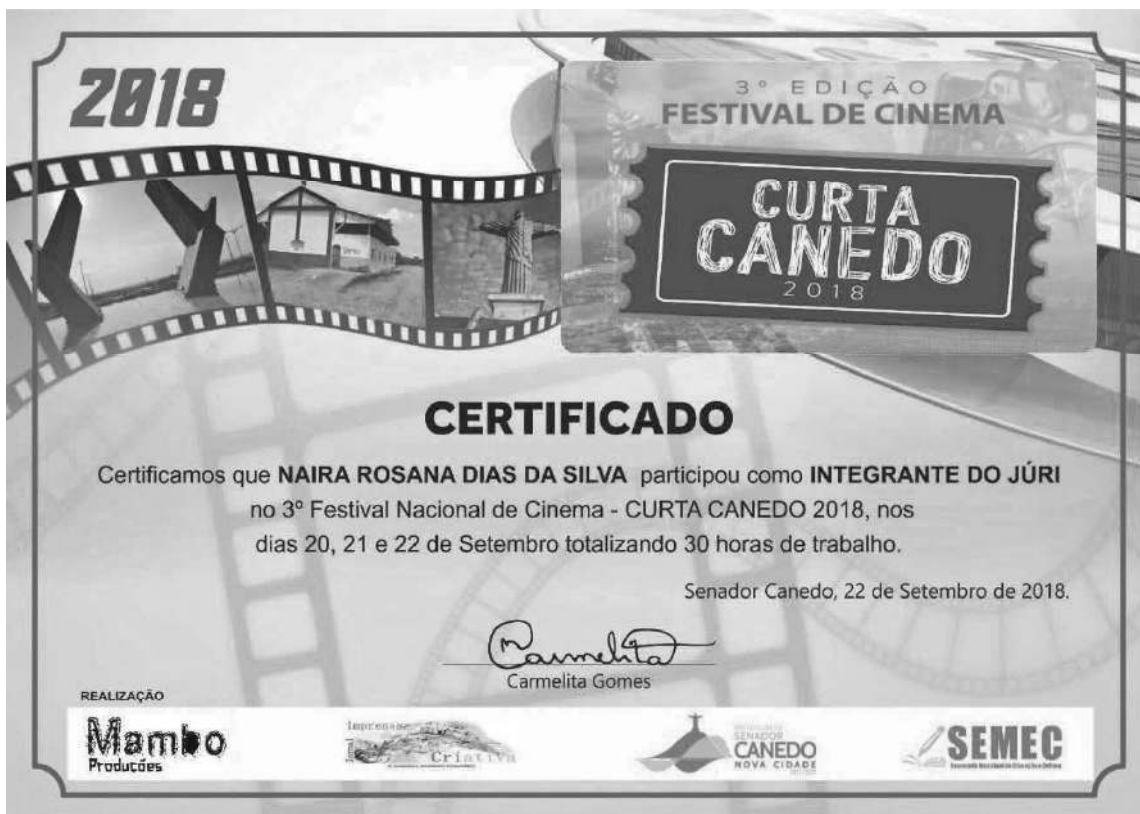 2018
3º EDIÇÃO
FESTIVAL DE CINEMA
CURTA
CANEDO
2018
CERTIFICADO
Certificamos que NAIRA ROSANA DIAS DA SILVA participou como INTEGRANTE DO JÚRI
no 3º Festival Nacional de Cinema - CURTA CANEDO 2018, nos
dias 20, 21 e 22 de Setembro totalizando 30 horas de trabalho.
Senador Canedo, 22 de Setembro de 2018.
Carmelita
Carmelita Gomes
REALIZAÇÃO
Mambo
Produções
Imprensa
Criativa
SENADOR
CANEDO
NOVA CIDADE
SEMEC